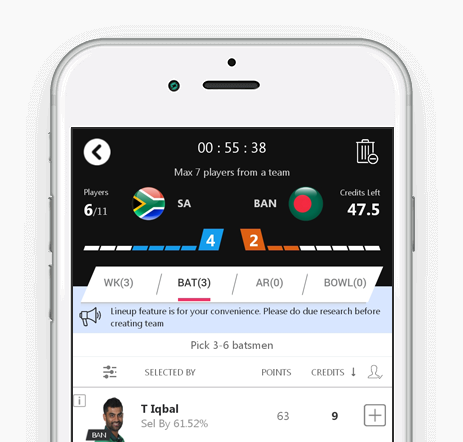 00 : 55 : 38
Max 7 players from a team
Players
6/11
SA
BAN
Credits Left
47.5
4
2
WK(3)
BAT(3)
AR(0)
BOWL(0)
Lineup feature is for your convenience. Please do due research before
creating team
Pick 3-6 batsmen
SELECTED BY
POINTS
CREDITS ↓
i
T Iqbal
Sel By 61.52%
63
9
BAN